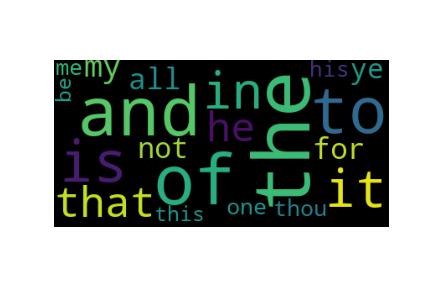 me my his ye
be all in
and the to
he
is not for
of
that it
this one thou